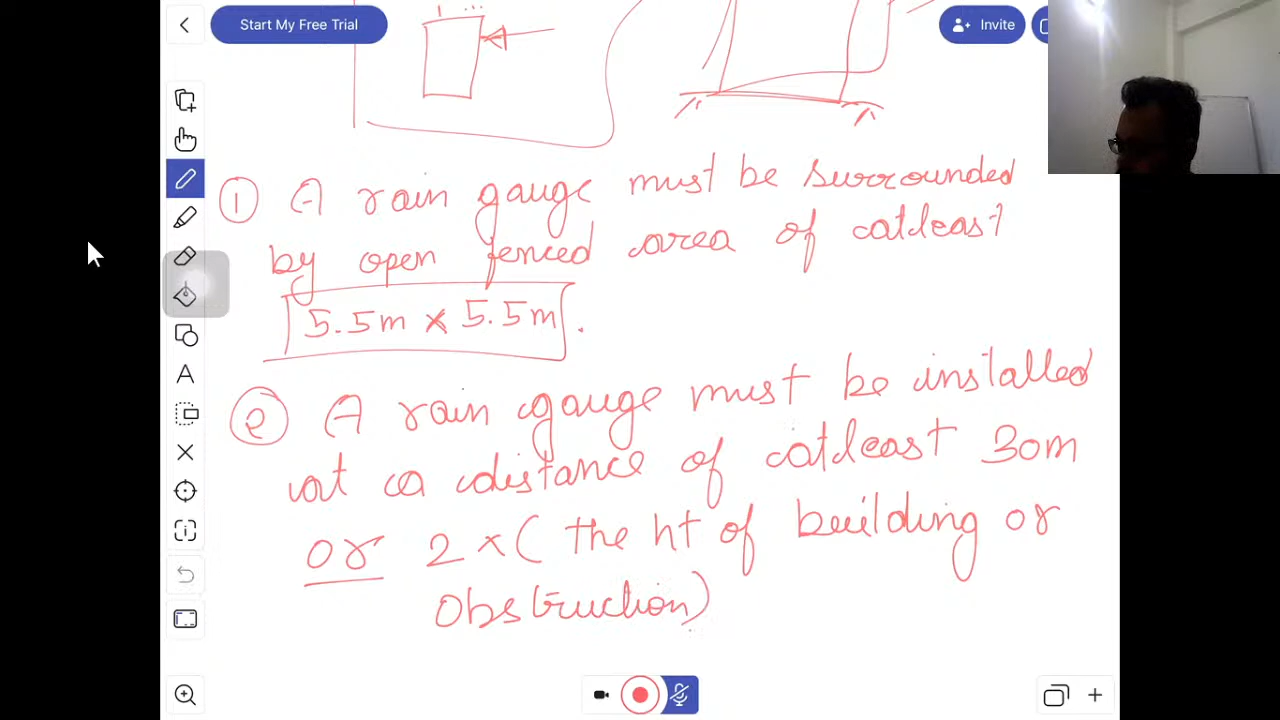 Start My Free Trial
Invite
① A rain gauge must be surrounded
by open fenced area of atleast
5.5m × 5.5m.
② A rain gauge must be installed
at a distance of atleast 30m
or 2 × ( the ht of building or
Obstruction)